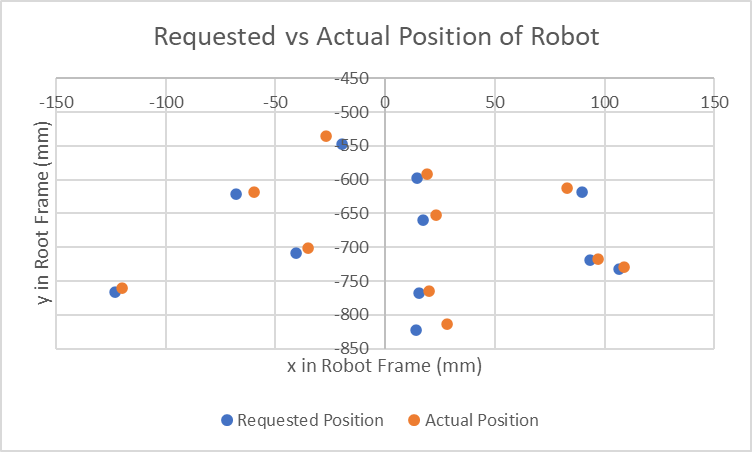 Requested vs Actual Position of Robot
-450
-150 -100 -50 0 50 100 150
-500
-550
-600
-650
-700
-750
-800
-850
y in Root Frame (mm)
x in Robot Frame (mm)
Requested Position Actual Position